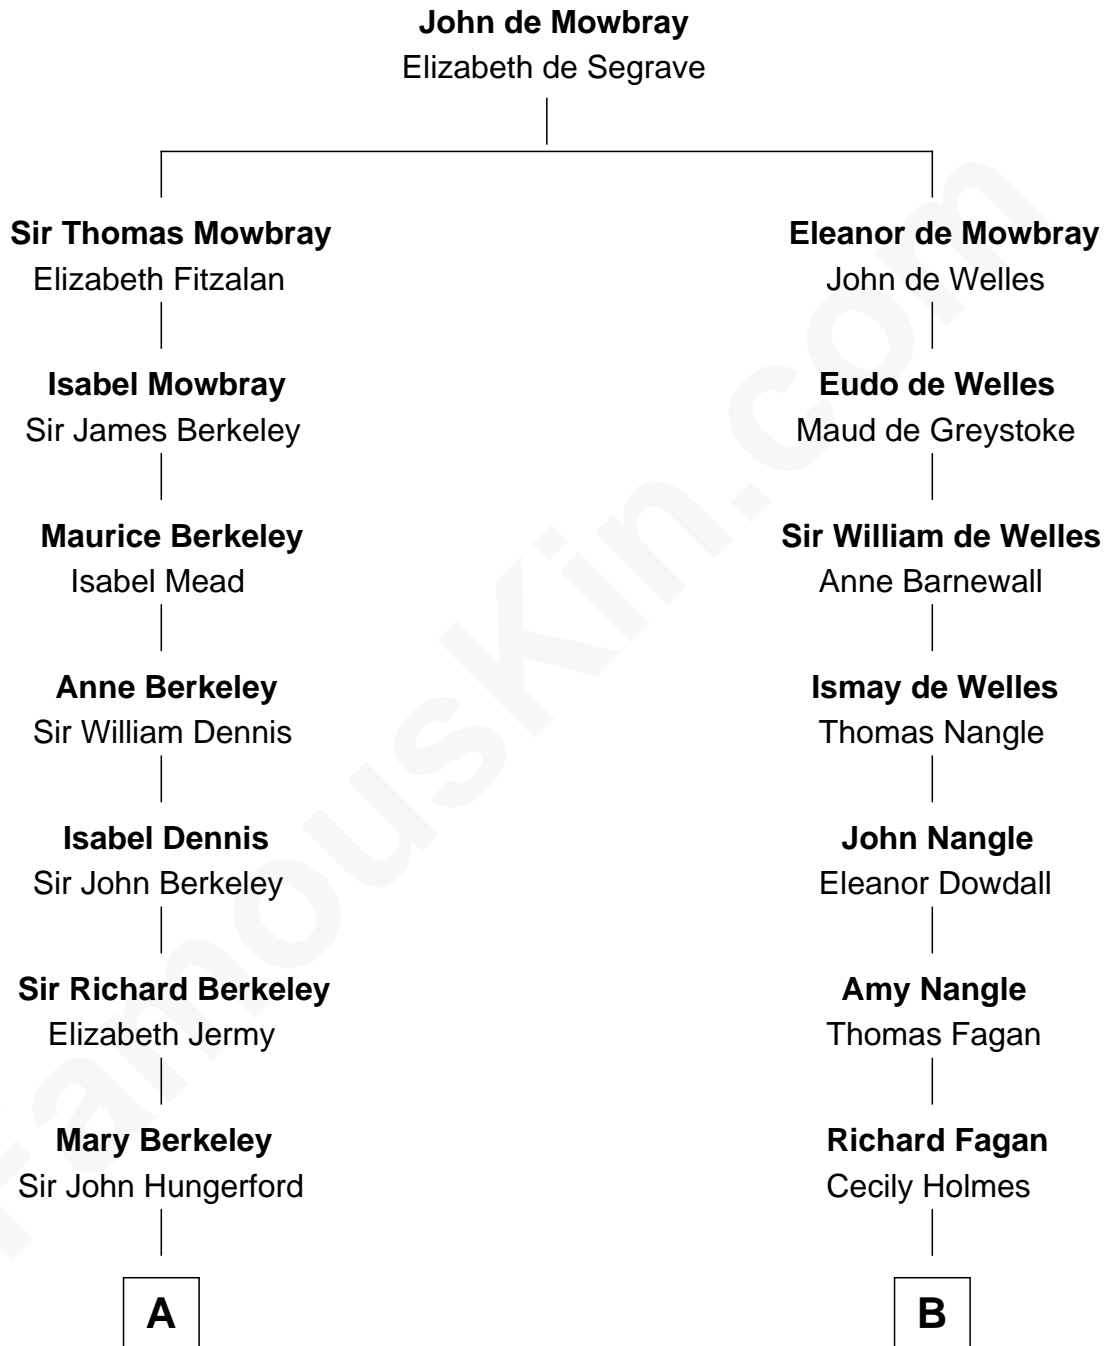 John de Mowbray
Elizabeth de Segrave
Sir Thomas Mowbray
Elizabeth Fitzalan
Eleanor de Mowbray
John de Welles
Isabel Mowbray
Sir James Berkeley
Eudo de Welles
Maud de Greystoke
Maurice Berkeley
Isabel Mead
Sir William de Welles
Anne Barnewall
Anne Berkeley
Sir William Dennis
Ismay de Welles
Thomas Nangle
Isabel Dennis
Sir John Berkeley
John Nangle
Eleanor Dowdall
Sir Richard Berkeley
Elizabeth Jermy
Amy Nangle
Thomas Fagan
Mary Berkeley
Sir John Hungerford
Richard Fagan
Cecily Holmes
A
B
FamousKin.com